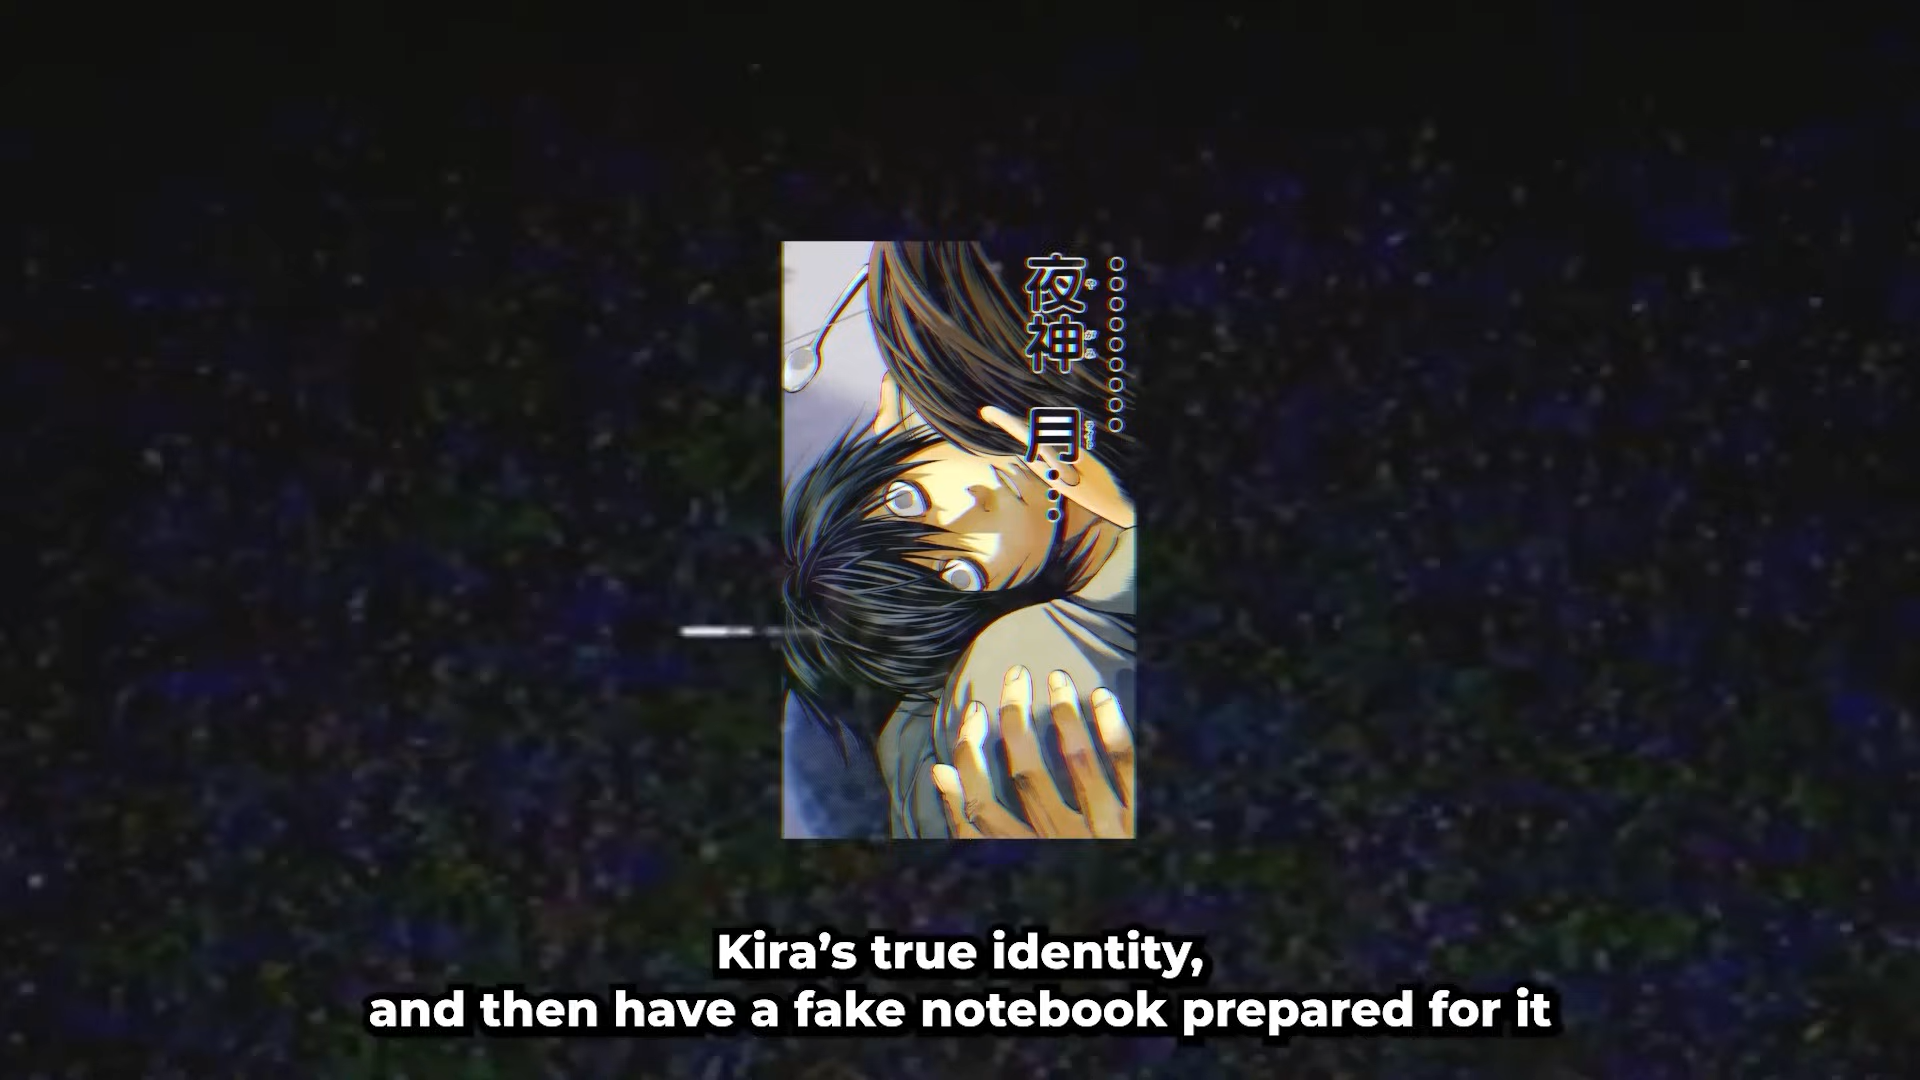 夜神 月…
Kira’s true identity,
and then have a fake notebook prepared for it